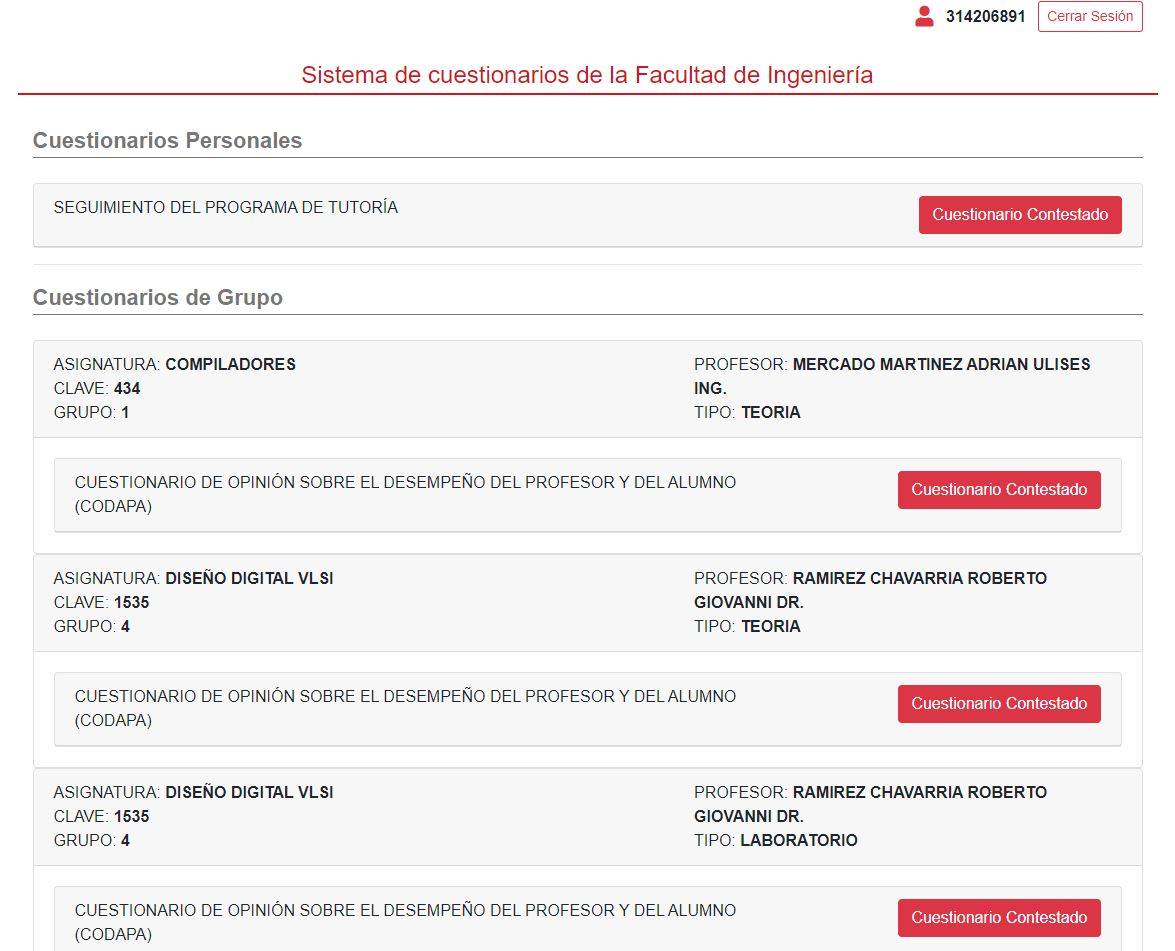 314206891 Cerrar Sesión
Sistema de cuestionarios de la Facultad de Ingeniería
Cuestionarios Personales
SEGUIMIENTO DEL PROGRAMA DE TUTORÍA
Cuestionario Contestado
Cuestionarios de Grupo
ASIGNATURA: COMPILADORES
CLAVE: 434
GRUPO: 1
PROFESOR: MERCADO MARTINEZ ADRIAN ULISES
ING.
TIPO: TEORIA
CUESTIONARIO DE OPINIÓN SOBRE EL DESEMPEÑO DEL PROFESOR Y DEL ALUMNO
(CODAPA)
Cuestionario Contestado
ASIGNATURA: DISEÑO DIGITAL VLSI
CLAVE: 1535
GRUPO: 4
PROFESOR: RAMIREZ CHAVARRIA ROBERTO
GIOVANNI DR.
TIPO: TEORIA
CUESTIONARIO DE OPINIÓN SOBRE EL DESEMPEÑO DEL PROFESOR Y DEL ALUMNO
(CODAPA)
Cuestionario Contestado
ASIGNATURA: DISEÑO DIGITAL VLSI
CLAVE: 1535
GRUPO: 4
PROFESOR: RAMIREZ CHAVARRIA ROBERTO
GIOVANNI DR.
TIPO: LABORATORIO
CUESTIONARIO DE OPINIÓN SOBRE EL DESEMPEÑO DEL PROFESOR Y DEL ALUMNO
(CODAPA)
Cuestionario Contestado